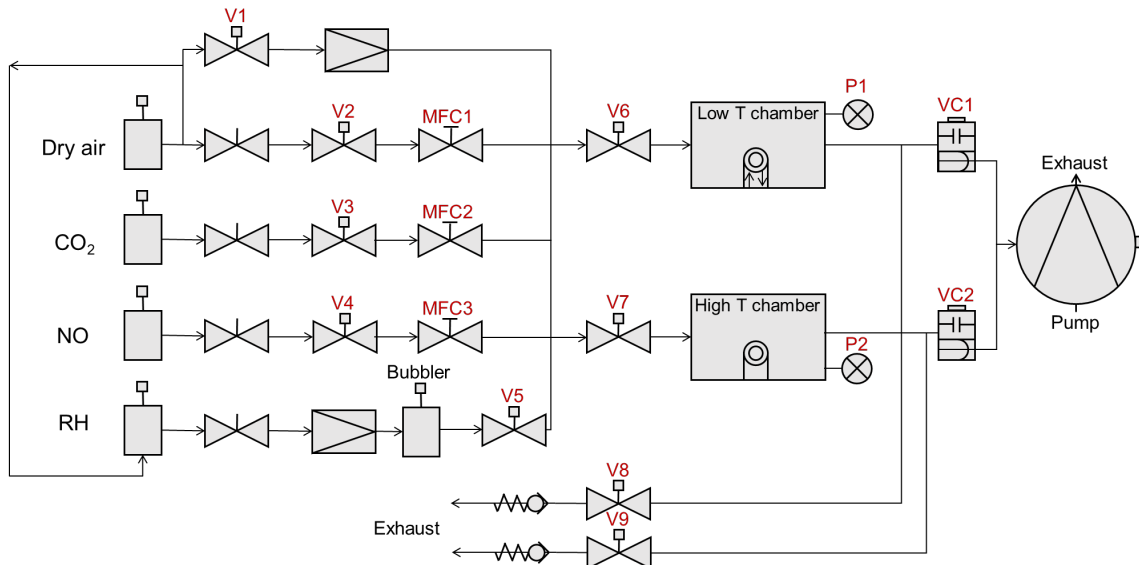 V1
P1
V2
MFC1
V6
Low T chamber
VC1
Dry air
Exhaust
V3
MFC2
CO₂
V4
MFC3
V7
High T chamber
VC2
NO
P2
Pump
Bubbler
V5
RH
V8
Exhaust
V9